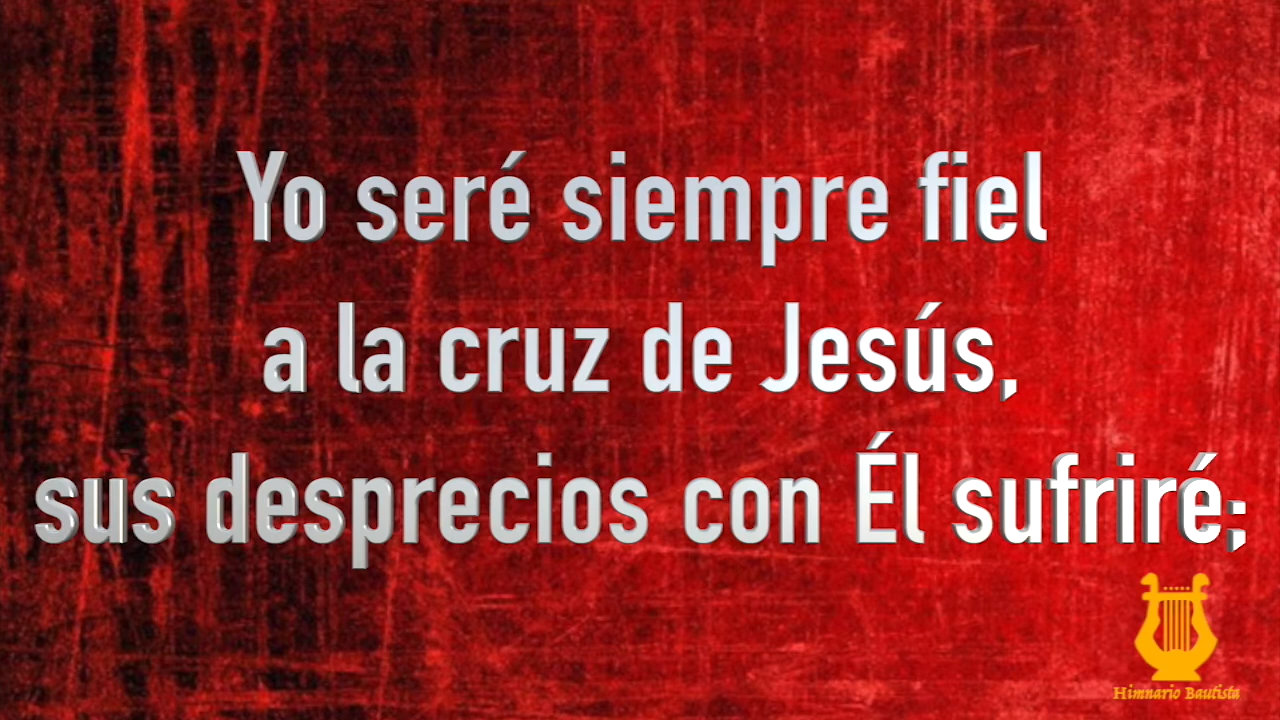 Yo seré siempre fiel
a la cruz de Jesús,
sus desprecios con Él sufriré;
Himnario Bautista